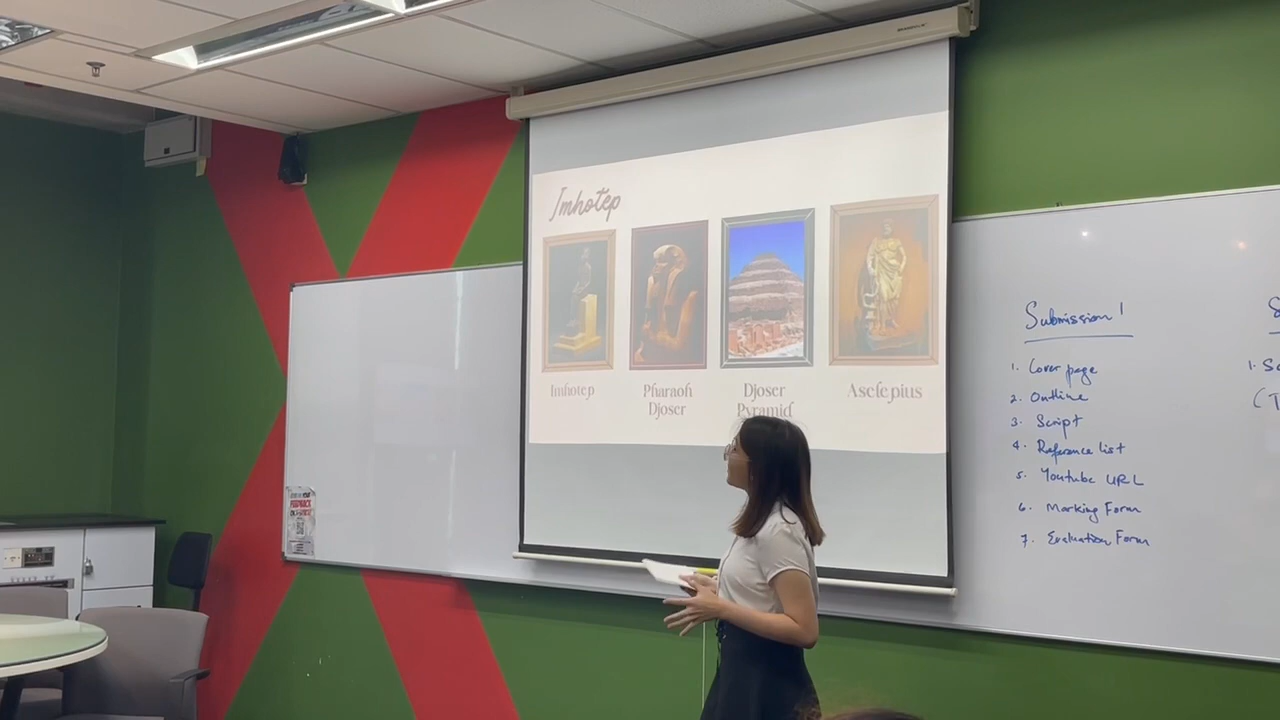 Imhotep
Imhotep
Pharaoh
Djoser
Djoser
Pyramid
Asclepius
Submission 1
1. Cover page
2. Outline
3. Script
4. Reference list
5. Youtube URL
6. Marking Form
7. Evaluation Form